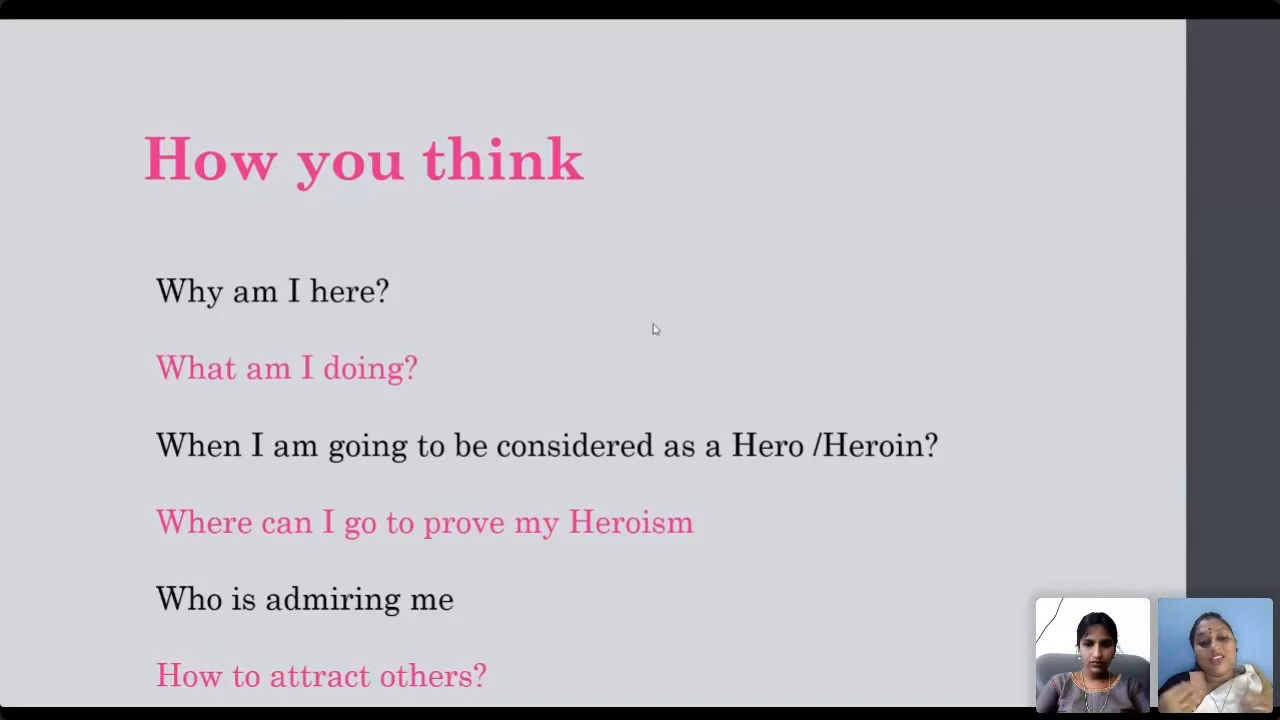 How you think
Why am I here?
What am I doing?
When I am going to be considered as a Hero /Heroin?
Where can I go to prove my Heroism
Who is admiring me
How to attract others?